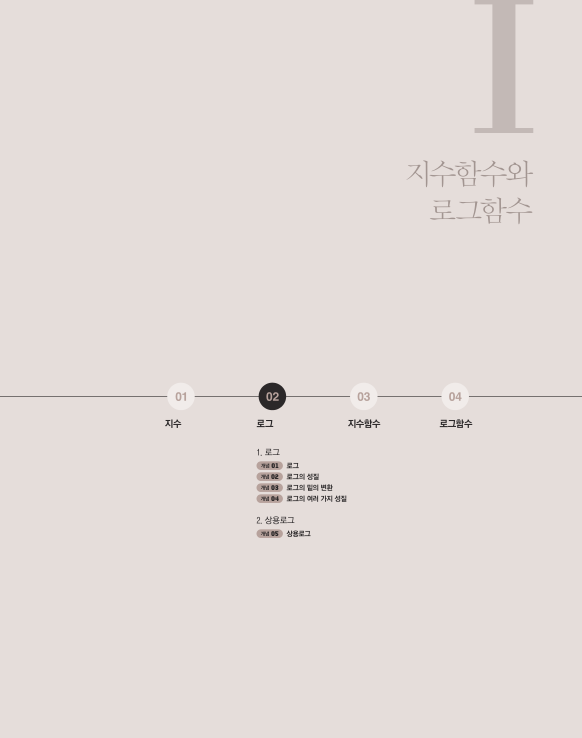 I
지수함수와
로그함수
01
02
03
04
지수
로그
지수함수
로그함수
1. 로그
개념 01 로그
개념 02 로그의 성질
개념 03 로그의 밑의 변환
개념 04 로그의 여러 가지 성질
2. 상용로그
개념 05 상용로그